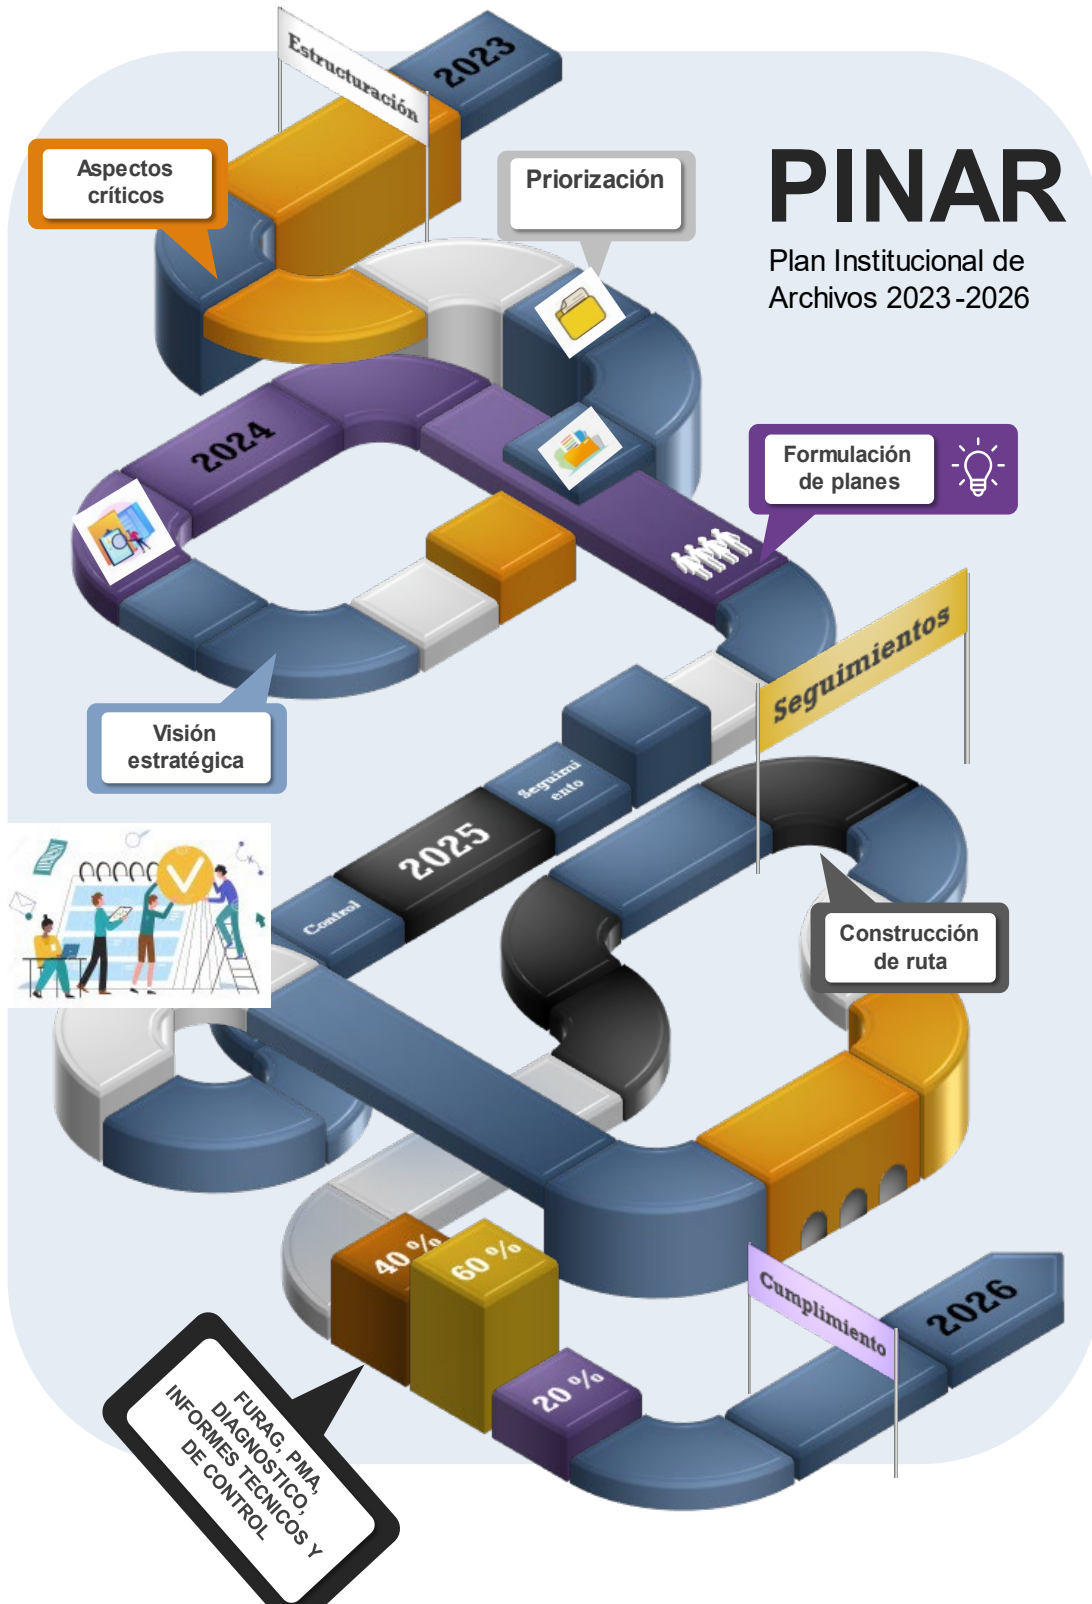 2023
Estructuración
Aspectos
críticos
Priorización
PINAR
Plan Institucional de
Archivos 2023-2026
2024
Formulación
de planes
Seguimientos
Visión
estratégica
Seguimi
ento
2025
Control
Construcción
de ruta
40 %
60 %
20 %
Cumplimiento
2026
FURAG, PMA,
DIAGNOSTICO,
INFORMES TECNICOS Y
DE CONTROL